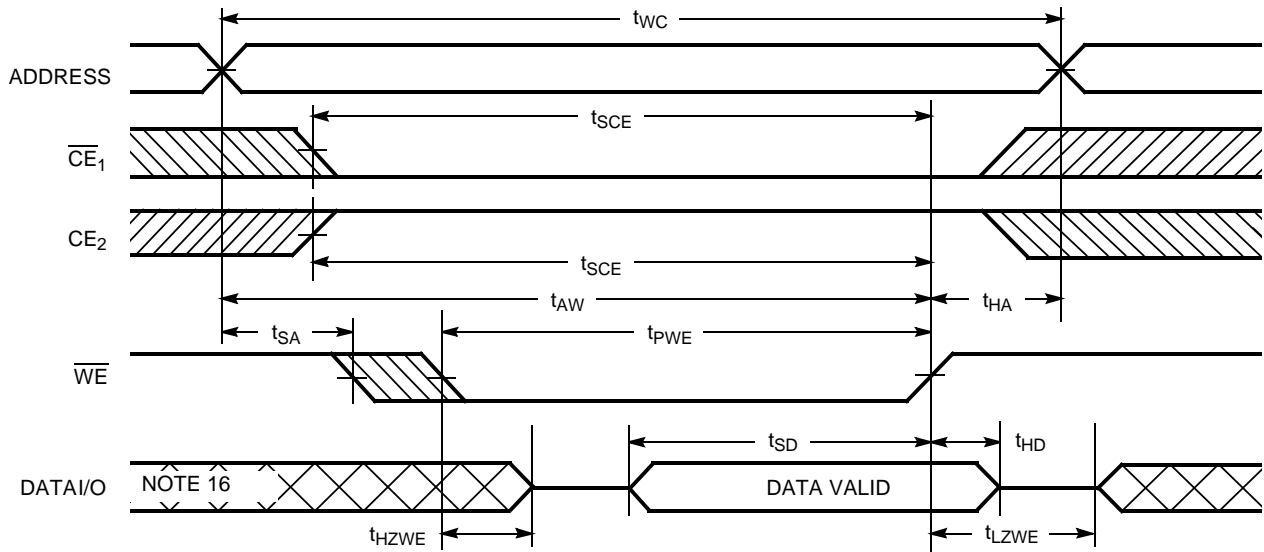 tWC
ADDRESS
tSCE
CE1
CE2
tSCE
tAW
tHA
tSA
tPWE
WE
tSD
tHD
DATAI/O
NOTE 16
DATA VALID
tHZWE
tLZWE